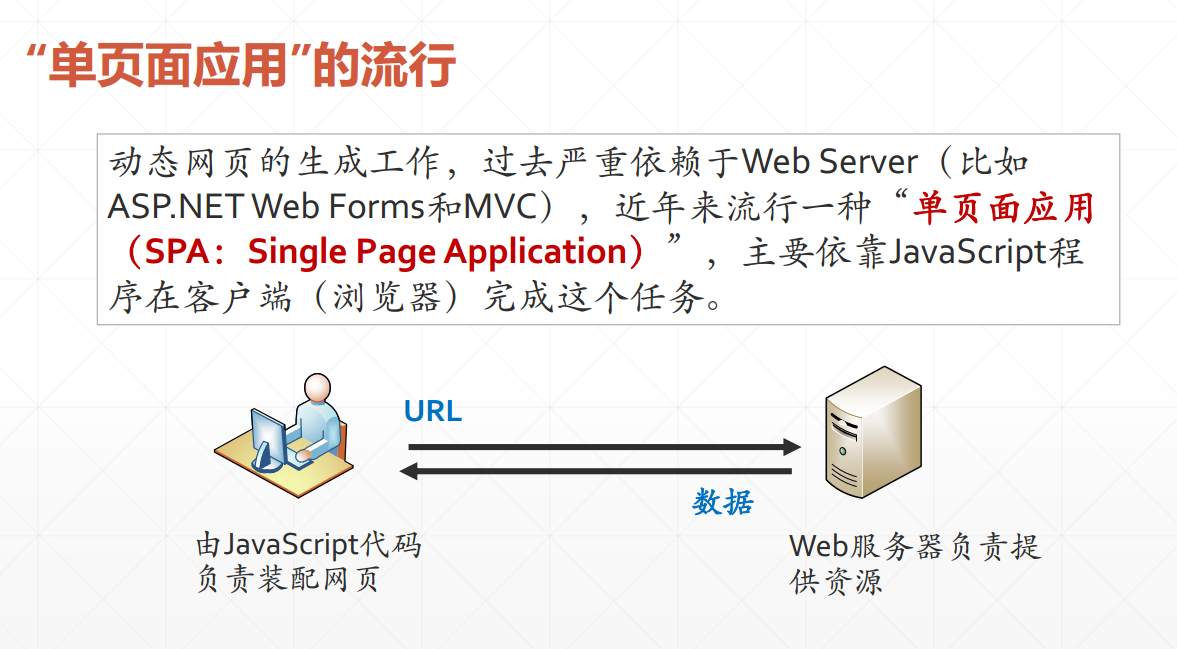 “单页面应用”的流行
动态网页的生成工作，过去严重依赖于Web Server（比如
ASP.NET Web Forms和MVC），近年来流行一种“单页面应用
（SPA：Single Page Application）”，主要依靠JavaScript程
序在客户端（浏览器）完成这个任务。
URL
数据
由JavaScript代码
负责装配网页
Web服务器负责提
供资源